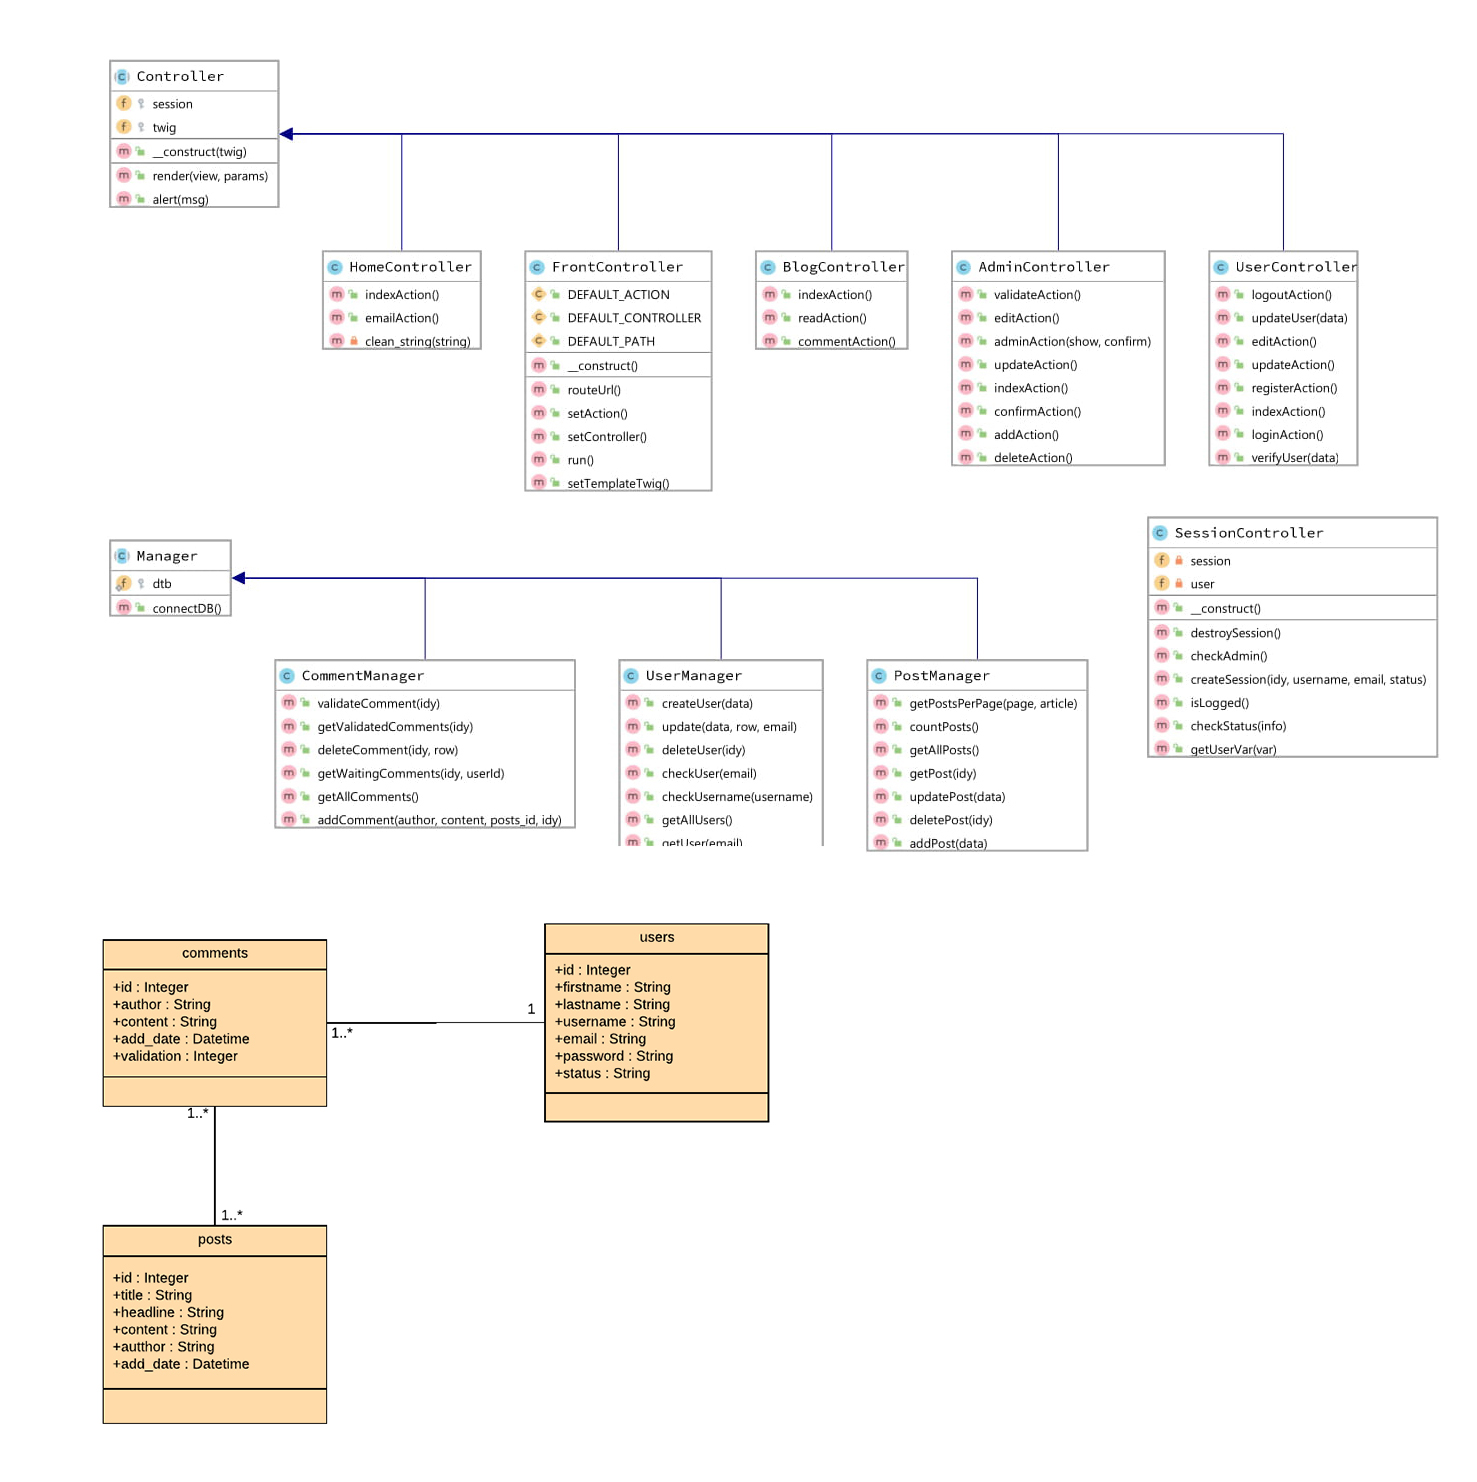 Controller
session
twig
__construct(twig)
render(view, params)
alert(msg)
HomeController
indexAction()
emailAction()
clean_string(string)
FrontController
DEFAULT_ACTION
DEFAULT_CONTROLLER
DEFAULT_PATH
__construct()
routeUrl()
setAction()
setController()
run()
setTemplateTwig()
BlogController
indexAction()
readAction()
commentAction()
AdminController
validateAction()
editAction()
adminAction(show, confirm)
updateAction()
indexAction()
confirmAction()
addAction()
deleteAction()
UserController
logoutAction()
updateUser(data)
editAction()
updateAction()
registerAction()
indexAction()
loginAction()
verifyUser(data)
Manager
dtb
connectDB()
SessionController
session
user
__construct()
destroySession()
checkAdmin()
createSession(idy, username, email, status)
isLogged()
checkStatus(info)
getUserVar(var)
CommentManager
validateComment(idy)
getValidatedComments(idy)
deleteComment(idy, row)
getWaitingComments(idy, userId)
getAllComments()
addComment(author, content, posts_id, idy)
UserManager
createUser(data)
update(data, row, email)
deleteUser(idy)
checkUser(email)
checkUsername(username)
getAllUsers()
getUser(email)
PostManager
getPostsPerPage(page, article)
countPosts()
getAllPosts()
getPost(idy)
updatePost(data)
deletePost(idy)
addPost(data)
comments
+id : Integer
+author : String
+content : String
+add_date : Datetime
+validation : Integer
1..*
1
users
+id : Integer
+firstname : String
+lastname : String
+username : String
+email : String
+password : String
+status : String
1..*
1..*
posts
+id : Integer
+title : String
+headline : String
+content : String
+autthor : String
+add_date : Datetime